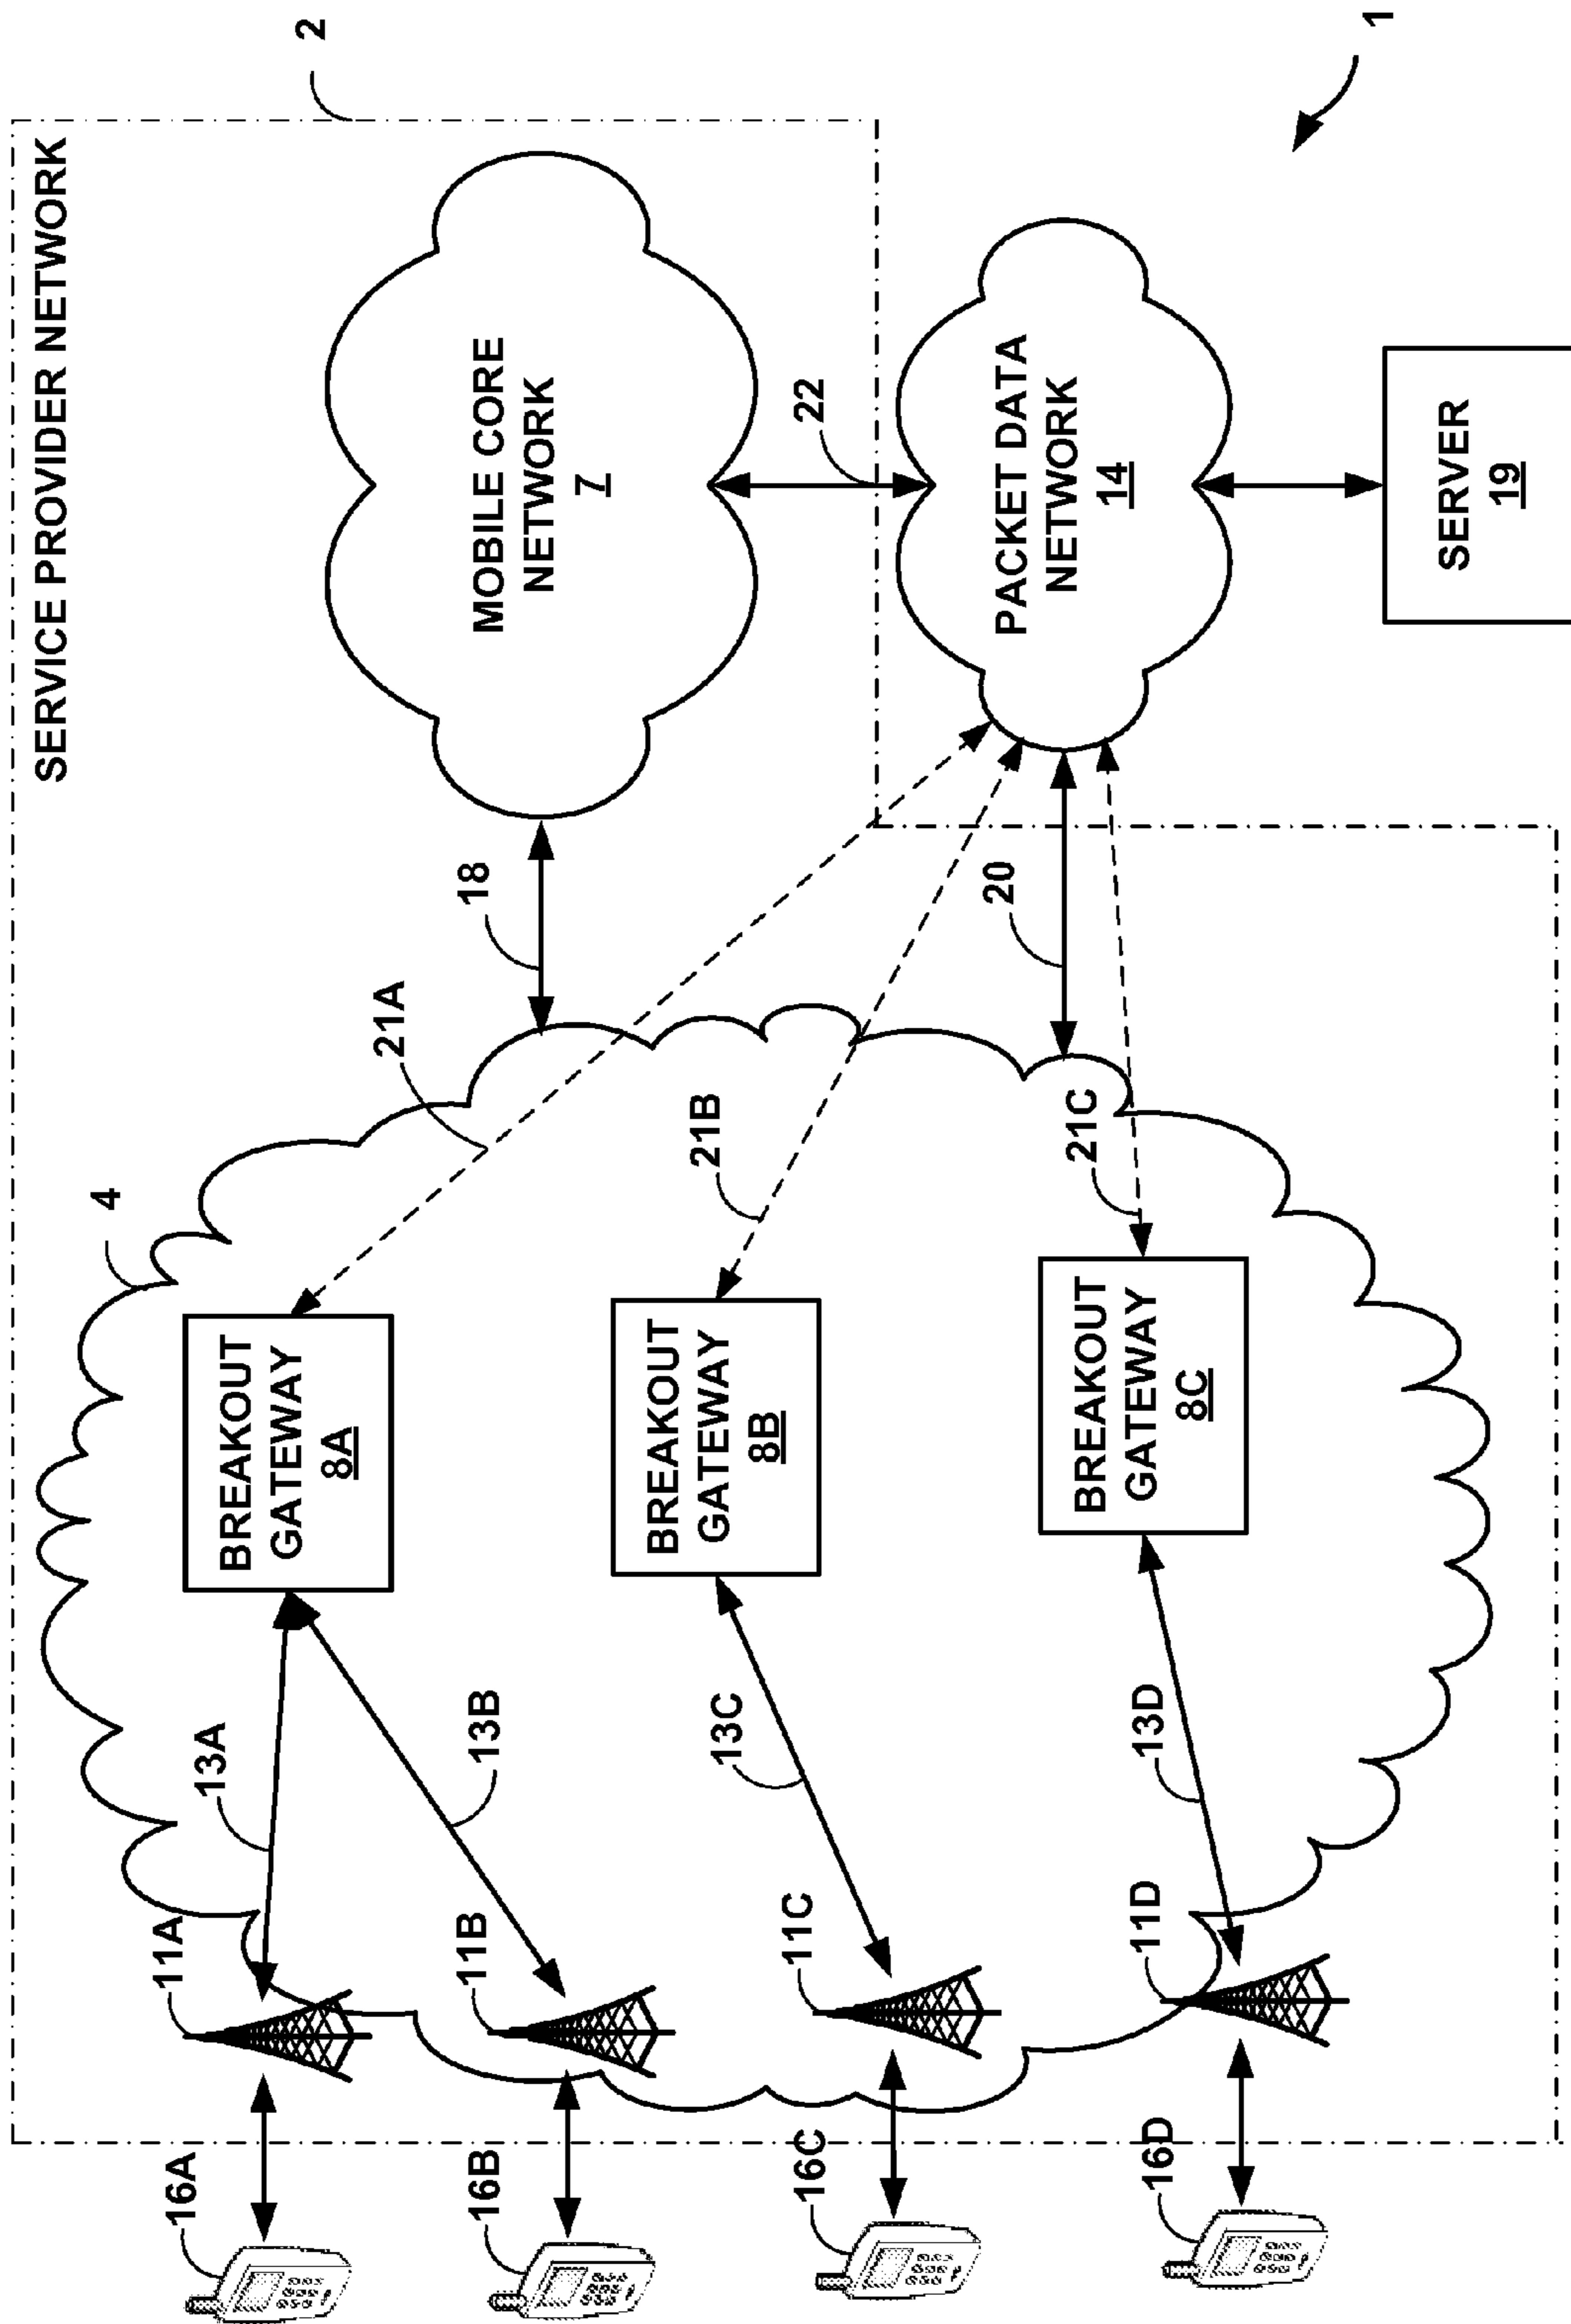 SERVICE PROVIDER NETWORK
2
4
16A
11A
13A
BREAKOUT
GATEWAY
8A
21A
18
MOBILE CORE
NETWORK
7
16B
11B
13B
BREAKOUT
GATEWAY
8B
21B
22
16C
11C
13C
20
PACKET DATA
NETWORK
14
16D
11D
13D
BREAKOUT
GATEWAY
8C
21C
SERVER
19
1